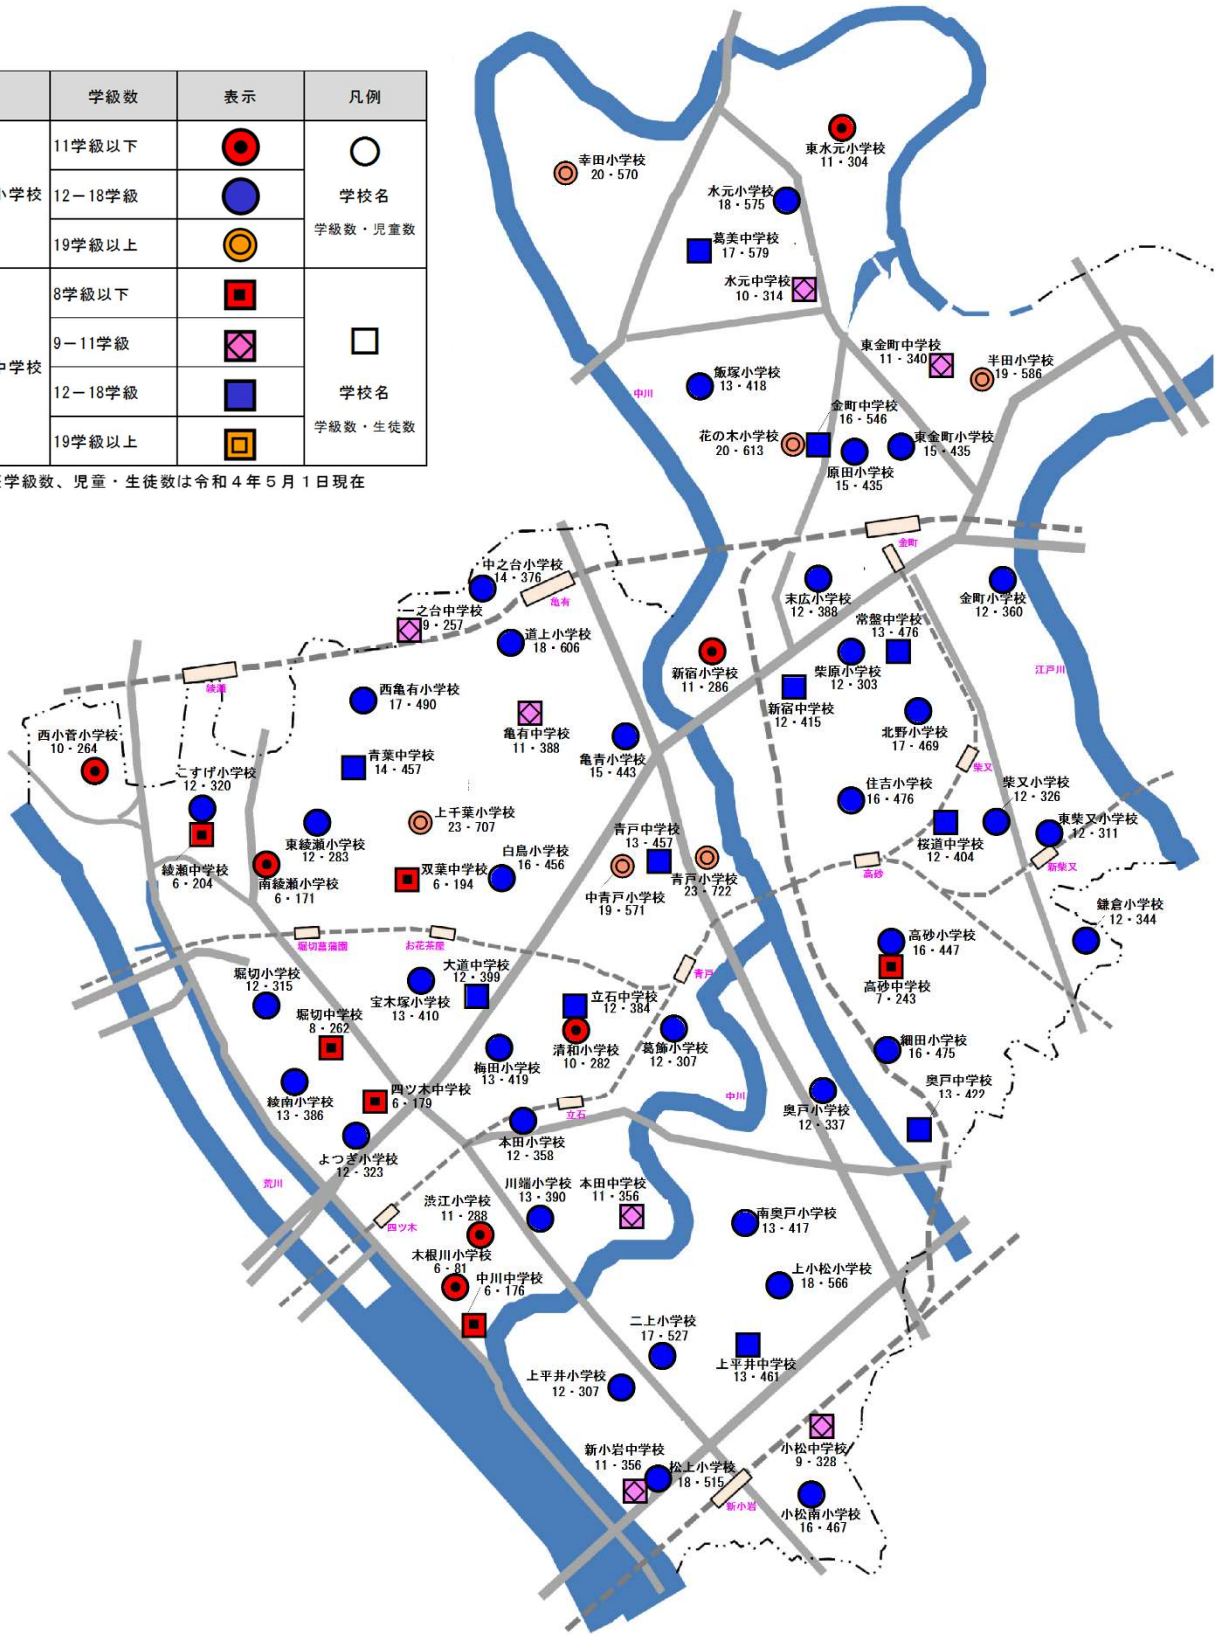 学級数
表示
凡例
小学校
11学級以下
12－18学級
19学級以上
学校名
学級数・児童数
中学校
8学級以下
9－11学級
12－18学級
19学級以上
学校名
学級数・生徒数
学級数、児童・生徒数は令和４年５月１日現在
東水元小学校
11・304
幸田小学校
20・570
水元小学校
18・575
葛美中学校
17・579
水元中学校
10・314
東金町中学校
11・340
半田小学校
19・586
飯塚小学校
13・418
中川
金町中学校
16・546
花の木小学校
20・613
東金町小学校
15・435
原田小学校
15・435
金町
中之台小学校
14・376
亀有
一之台中学校
9・257
末広小学校
12・388
金町小学校
12・360
常盤中学校
13・476
道上小学校
18・606
新宿小学校
11・286
柴原小学校
12・303
江戸川
綾瀬
西亀有小学校
17・490
新宿中学校
12・415
北野小学校
17・469
亀有中学校
11・388
西小菅小学校
10・264
亀青小学校
15・443
青葉中学校
14・457
柴又
こすげ小学校
12・320
住吉小学校
16・476
柴又小学校
12・326
上千葉小学校
23・707
東柴又小学校
12・311
東綾瀬小学校
12・283
青戸中学校
13・457
桜道中学校
12・404
白鳥小学校
16・456
綾瀬中学校
6・204
双葉中学校
6・194
青戸小学校
23・722
高砂
新柴又
南綾瀬小学校
6・171
中青戸小学校
19・571
鎌倉小学校
12・344
堀切菖蒲園
お花茶屋
高砂小学校
16・447
堀切小学校
12・315
大道中学校
12・399
青戸
高砂中学校
7・243
宝木塚小学校
13・410
立石中学校
12・384
堀切中学校
8・262
細田小学校
16・475
清和小学校
10・282
葛飾小学校
12・307
梅田小学校
13・419
奥戸中学校
13・422
綾南小学校
13・386
四ツ木中学校
6・179
中川
奥戸小学校
12・337
立石
本田小学校
12・358
よつぎ小学校
12・323
荒川
川端小学校
13・390
本田中学校
11・356
渋江小学校
11・288
四ツ木
南奥戸小学校
13・417
木根川小学校
6・81
中川中学校
6・176
上小松小学校
18・566
二上小学校
17・527
上平井中学校
13・461
上平井小学校
12・307
小松中学校
9・328
新小岩中学校
11・356
松上小学校
18・515
新小岩
小松南小学校
16・467